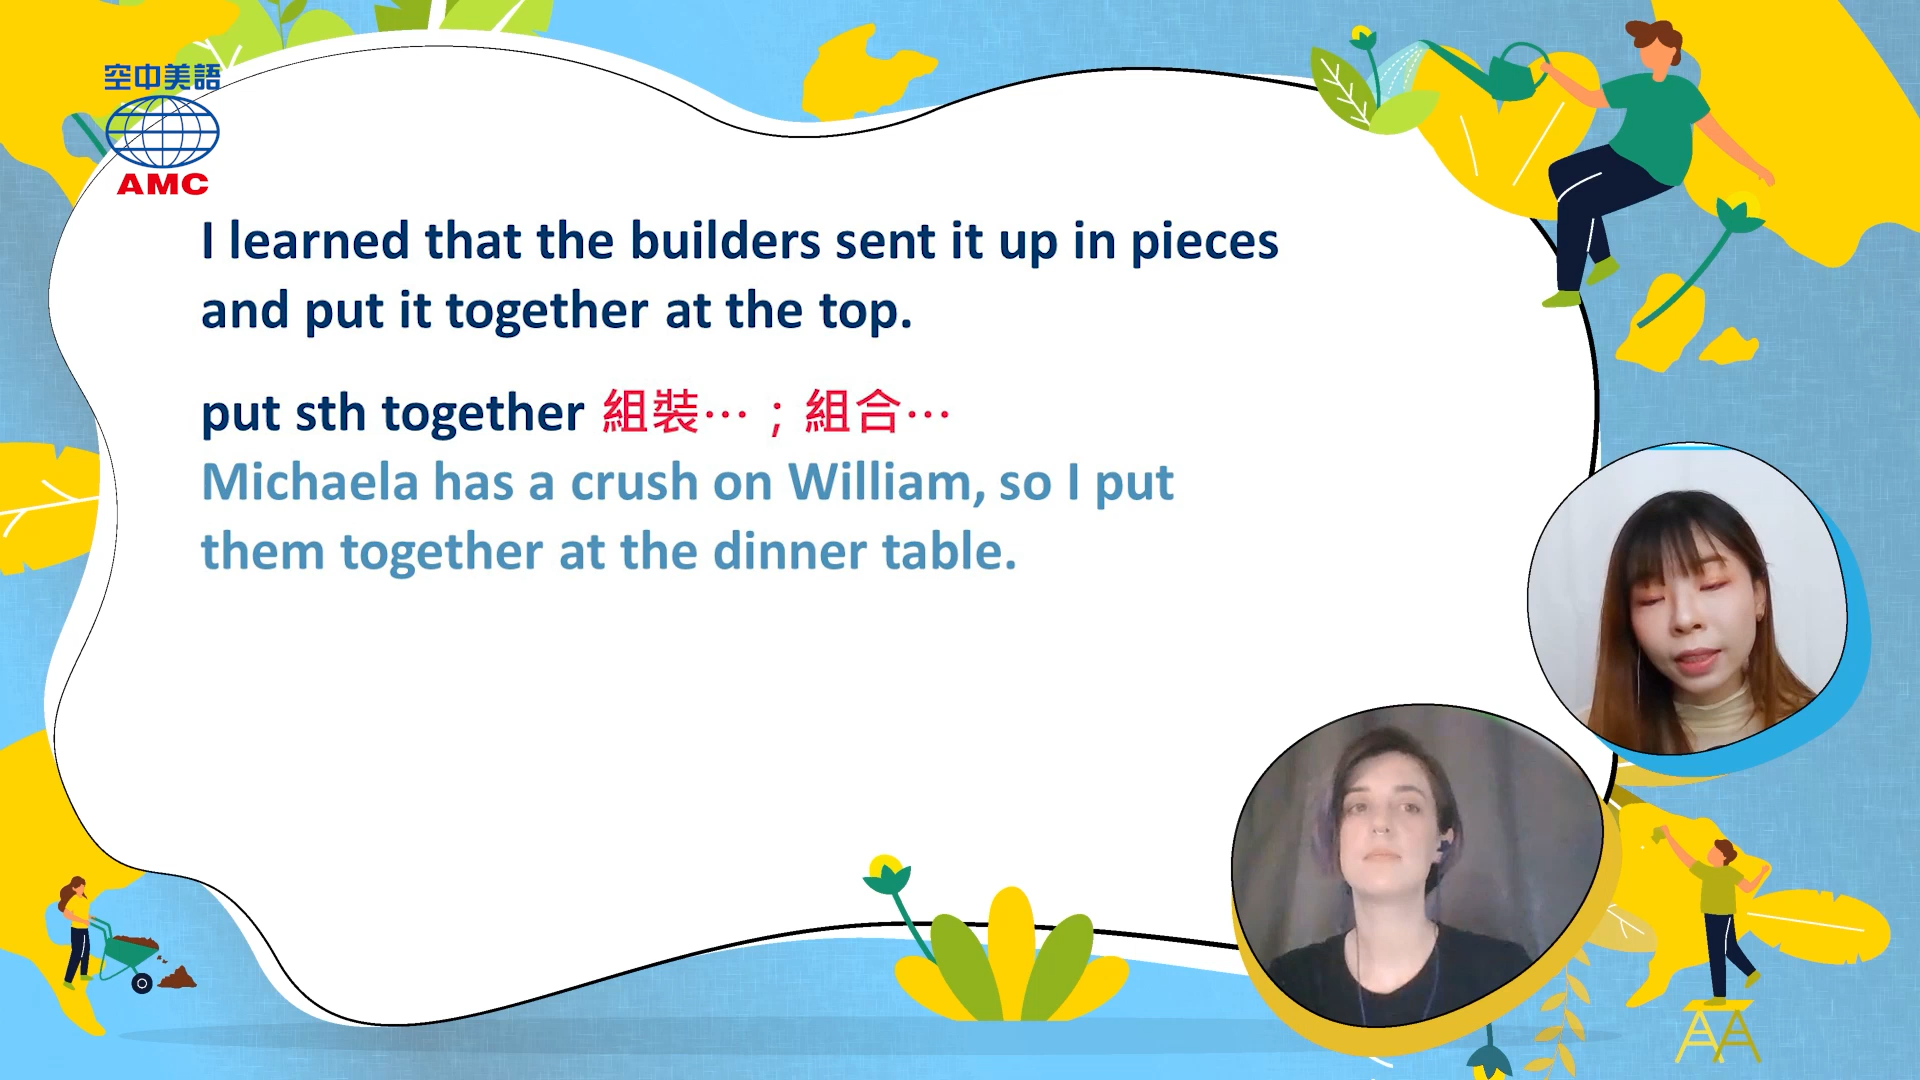 空中美語
AMC
I learned that the builders sent it up in pieces
and put it together at the top.
put sth together 組裝…；組合…
Michaela has a crush on William, so I put
them together at the dinner table.